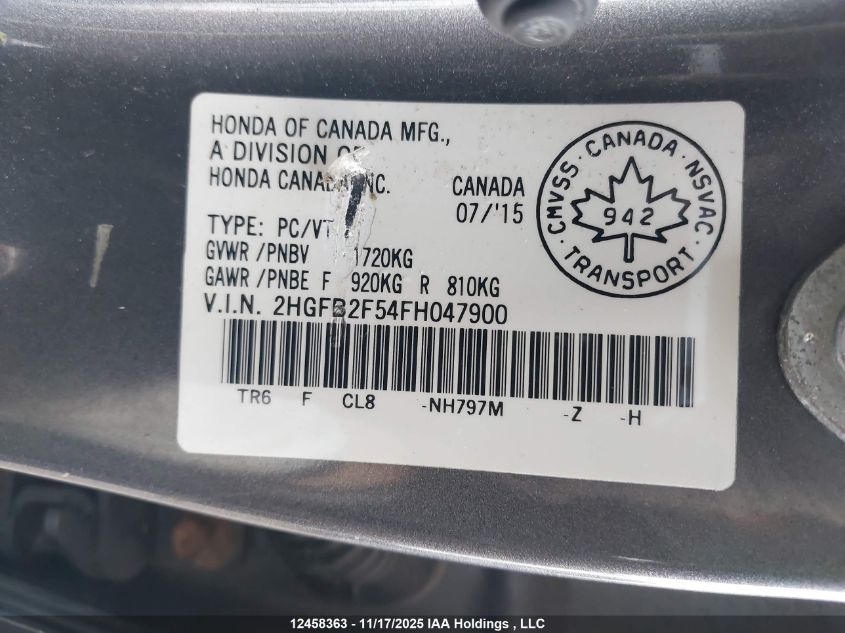 HONDA OF CANADA MFG.,
A DIVISION OF
HONDA CANADA INC.
CANADA
07/'15
TYPE: PC/VT
GVWR /PNBV 1720KG
GAWR /PNBE F 920KG R 810KG
V.I.N. 2HGFB2F54FH047900
TR6 F CL8 -NH797M -Z -H
CMVSS · CANADA · NSVAC · TRANSPORT ·
942
12458363 - 11/17/2025 IAA Holdings , LLC